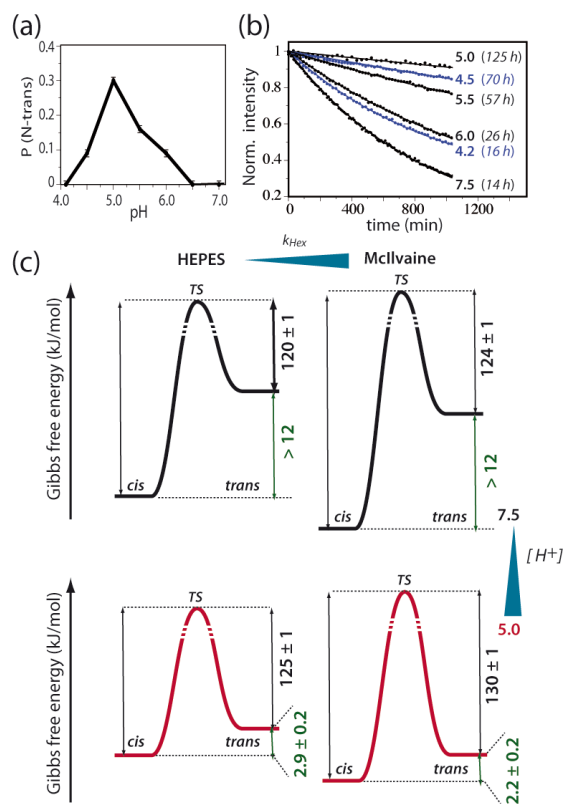 (a)
0.4
0.3
0.2
0.1
0
P (N-trans)
4.0
5.0
6.0
7.0
pH
(b)
1
0.8
0.6
0.4
0.2
Norm. intensity
0
400
800
1200
time (min)
5.0 (125 h)
4.5 (70 h)
5.5 (57 h)
6.0 (26 h)
4.2 (16 h)
7.5 (14 h)
(c)
HEPES
kHex
McIlvaine
Gibbs free energy (kJ/mol)
TS
120 ± 1
> 12
cis
trans
TS
124 ± 1
> 12
cis
trans
7.5
[H+]
5.0
Gibbs free energy (kJ/mol)
TS
125 ± 1
2.9 ± 0.2
cis
trans
TS
130 ± 1
2.2 ± 0.2
cis
trans